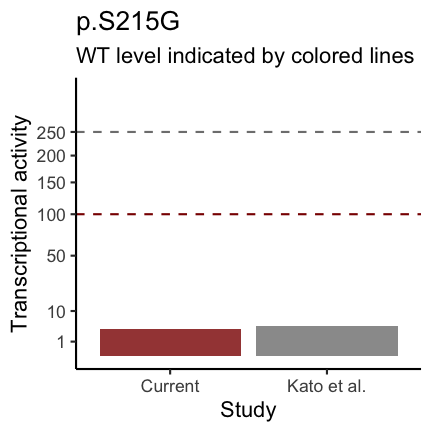 p.S215G
WT level indicated by colored lines
Transcriptional activity
250
200
150
100
50
10
1
Current
Kato et al.
Study